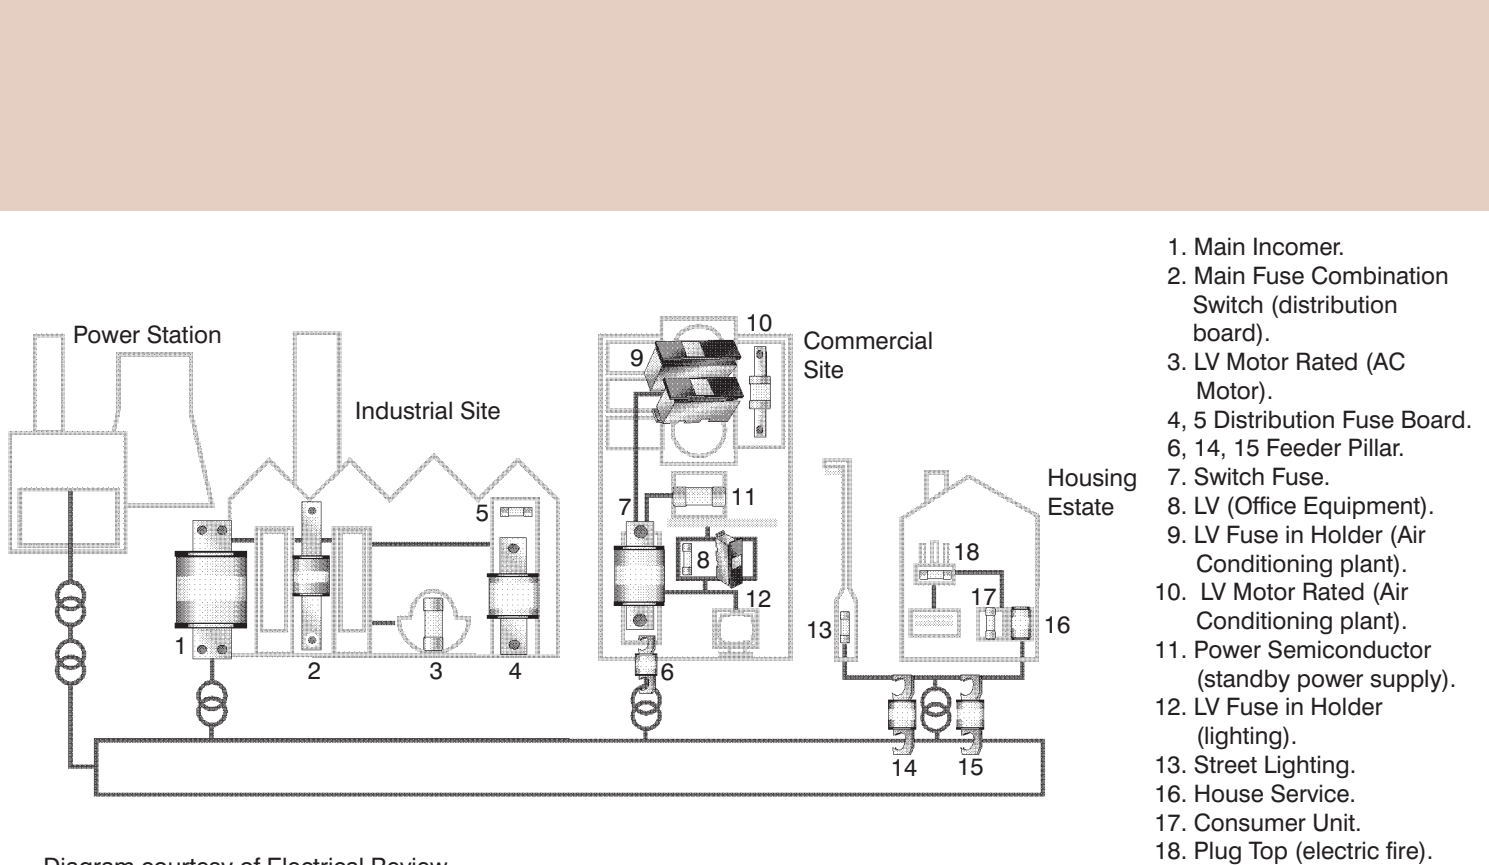 Power Station
Industrial Site
Commercial
Site
Housing
Estate
10
9
7
11
5
8
18
12
17
16
13
1
2
3
4
6
14
15
1. Main Incomer.
2. Main Fuse Combination
Switch (distribution
board).
3. LV Motor Rated (AC
Motor).
4, 5 Distribution Fuse Board.
6, 14, 15 Feeder Pillar.
7. Switch Fuse.
8. LV (Office Equipment).
9. LV Fuse in Holder (Air
Conditioning plant).
10. LV Motor Rated (Air
Conditioning plant).
11. Power Semiconductor
(standby power supply).
12. LV Fuse in Holder
(lighting).
13. Street Lighting.
16. House Service.
17. Consumer Unit.
18. Plug Top (electric fire).
Diagram courtesy of Electrical Review